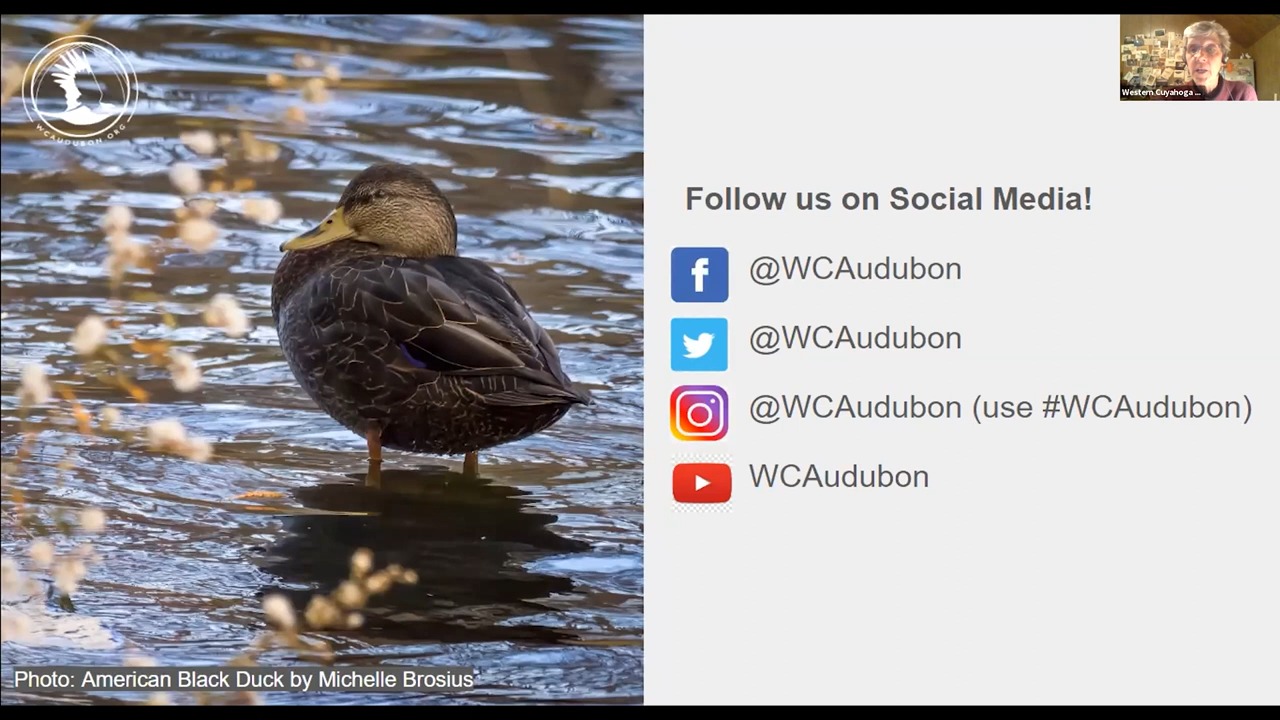 WCAUDUBON.ORG
Western Cuyahoga ...
Follow us on Social Media!
@WCAudubon
@WCAudubon
@WCAudubon (use #WCAudubon)
WCAudubon
Photo: American Black Duck by Michelle Brosius